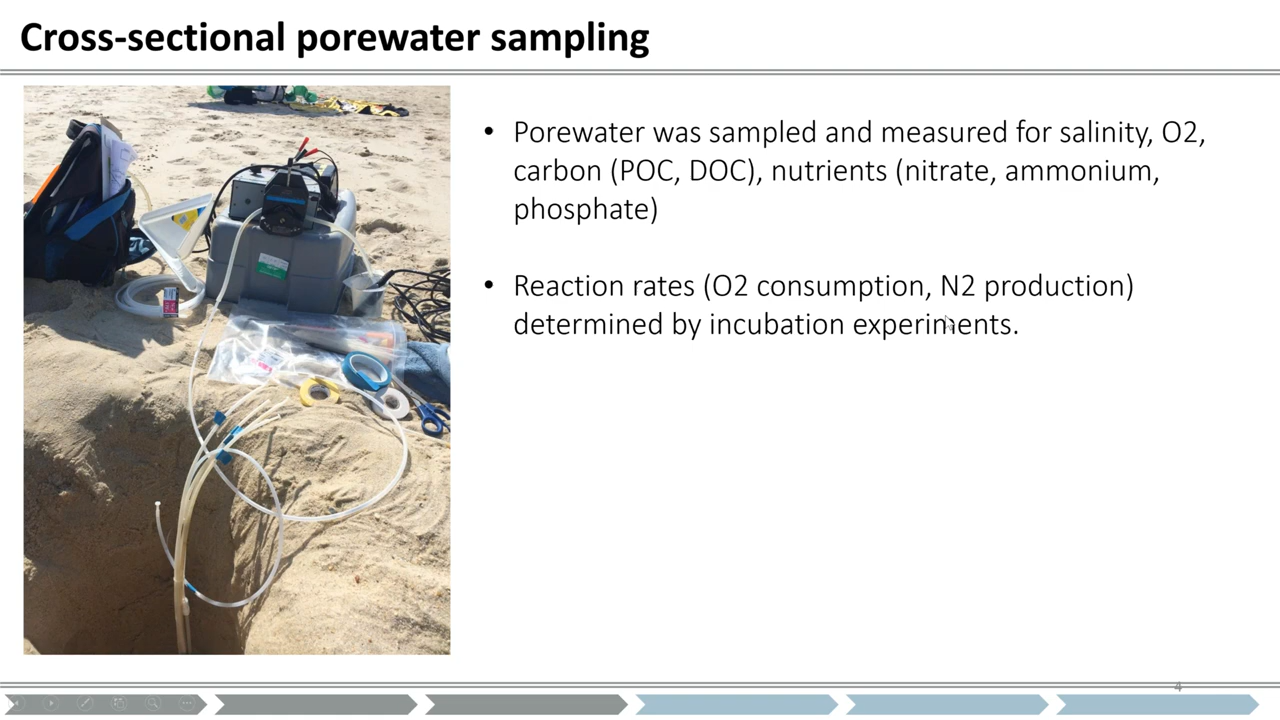 Cross-sectional porewater sampling
• Porewater was sampled and measured for salinity, O2,
carbon (POC, DOC), nutrients (nitrate, ammonium,
phosphate)
• Reaction rates (O2 consumption, N2 production)
determined by incubation experiments.
4